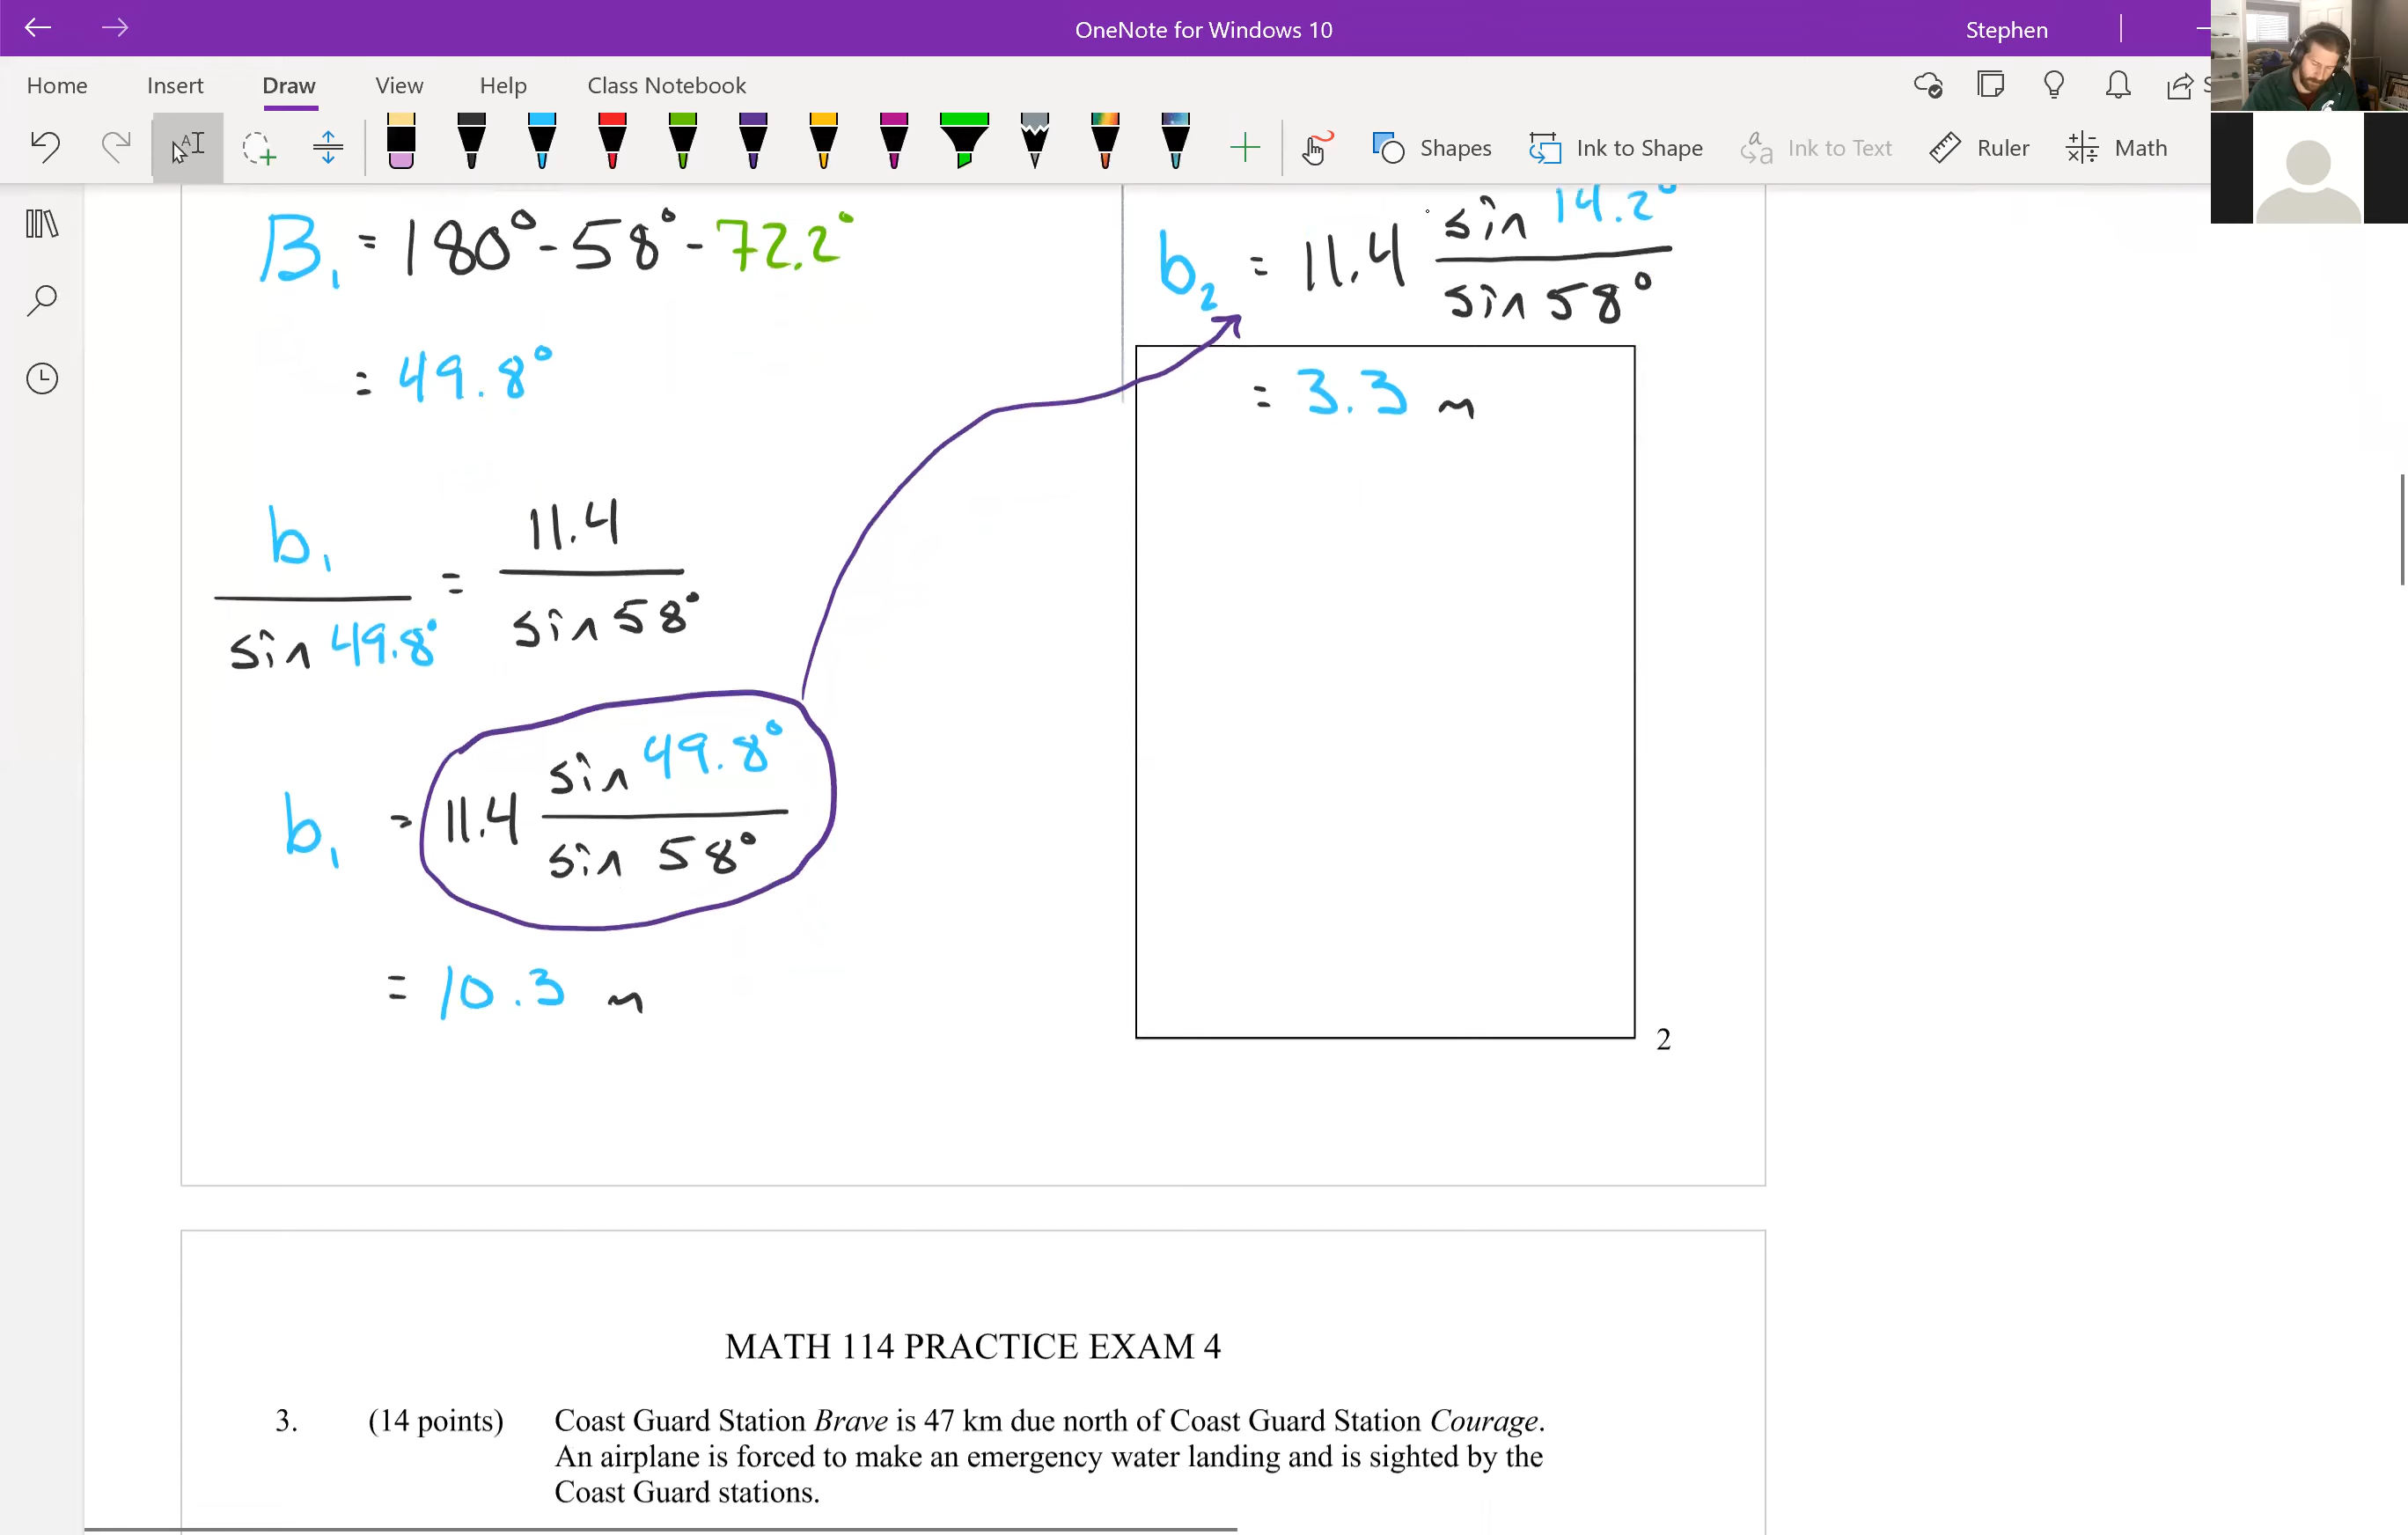 OneNote for Windows 10
Stephen
Home Insert Draw View Help Class Notebook
Shapes Ink to Shape Ink to Text Ruler Math
B₁ = 180° - 58° - 72.2°
= 49.8°
b₁ / sin 49.8° = 11.4 / sin 58°
b₁ = 11.4 sin 49.8° / sin 58°
= 10.3 m
b₂ = 11.4 sin 14.2° / sin 58°
= 3.3 m
2
MATH 114 PRACTICE EXAM 4
3. (14 points) Coast Guard Station Brave is 47 km due north of Coast Guard Station Courage.
An airplane is forced to make an emergency water landing and is sighted by the
Coast Guard stations.